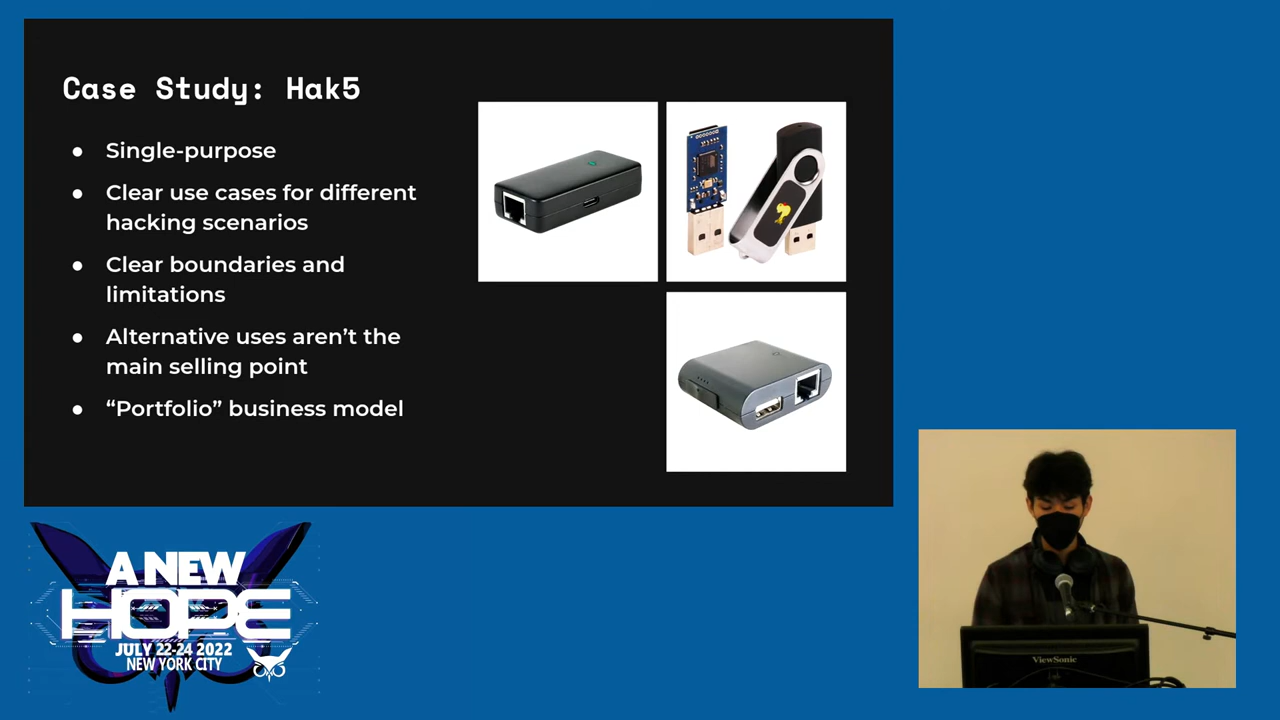 Case Study: Hak5
● Single-purpose
● Clear use cases for different
hacking scenarios
● Clear boundaries and
limitations
● Alternative uses aren’t the
main selling point
● “Portfolio” business model
A NEW
HOPE
JULY 22-24 2022
NEW YORK CITY
ViewSonic